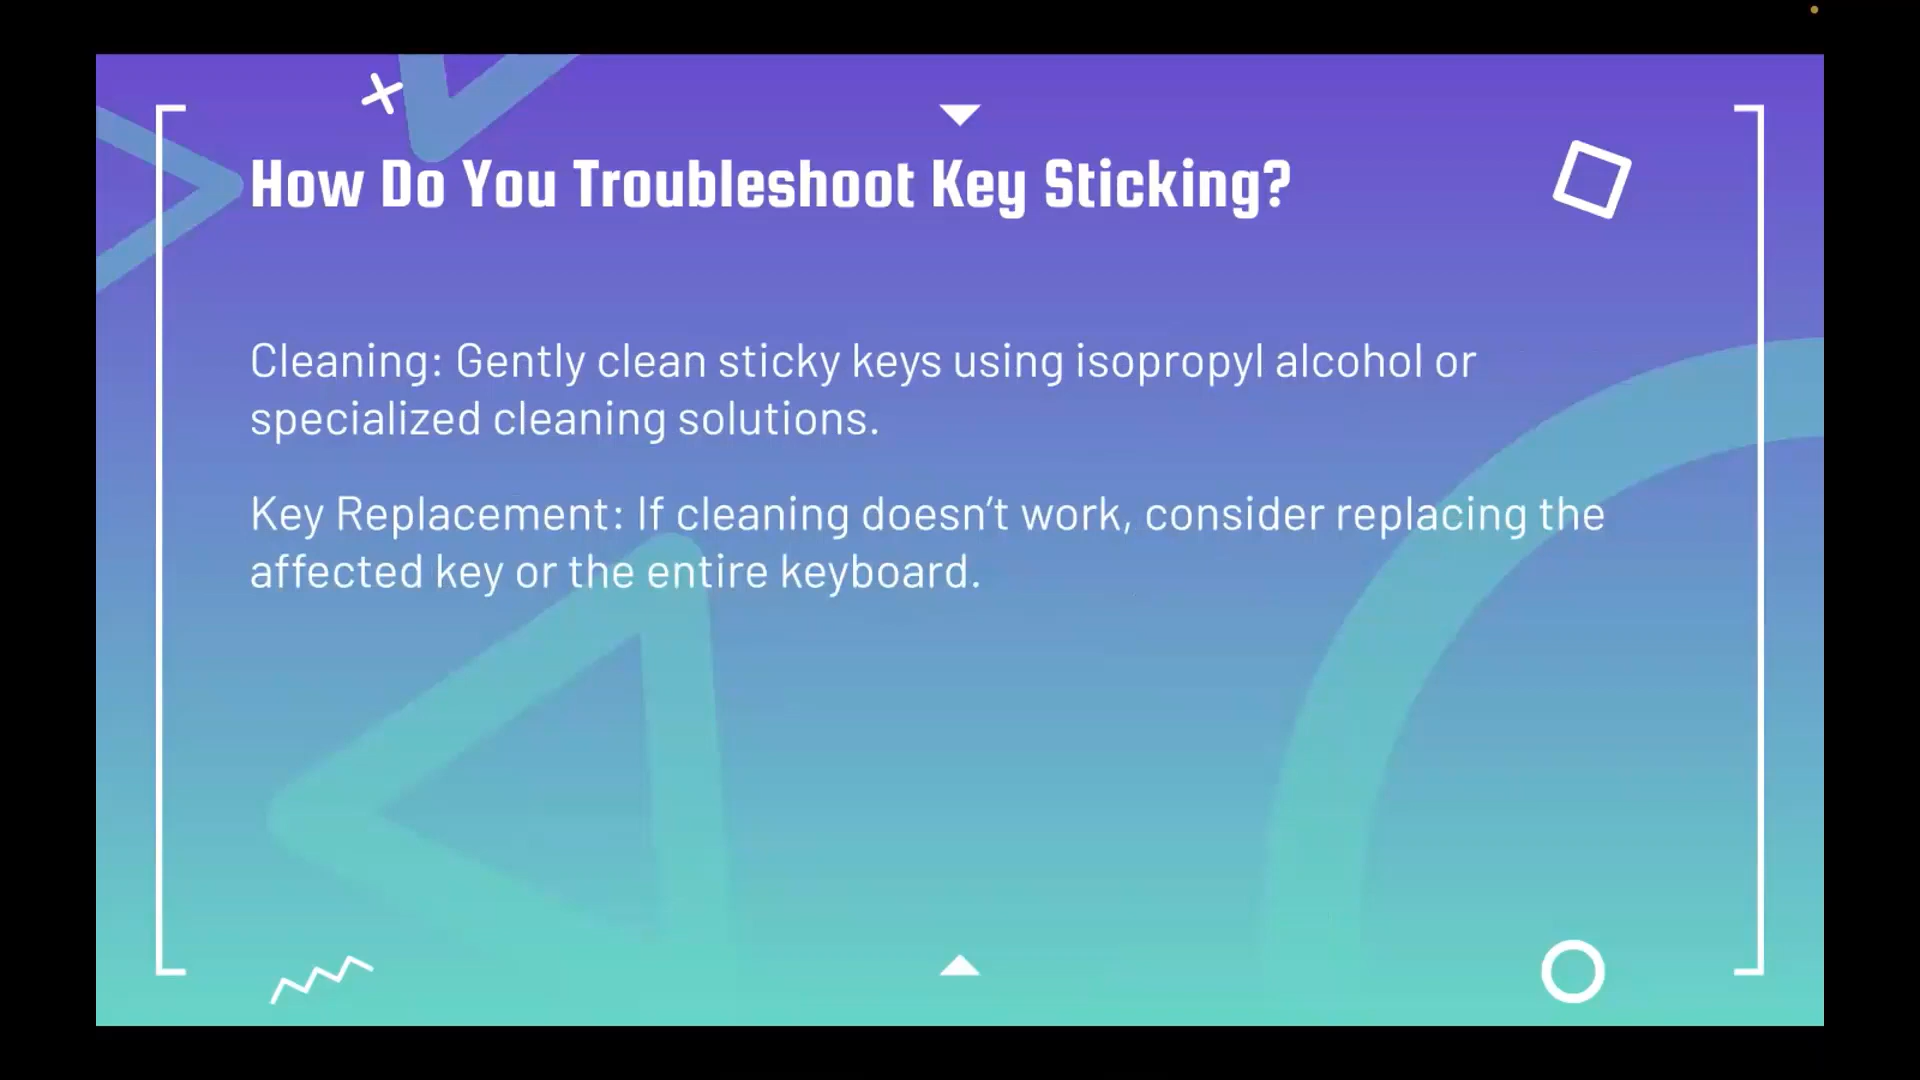 How Do You Troubleshoot Key Sticking?
Cleaning: Gently clean sticky keys using isopropyl alcohol or
specialized cleaning solutions.
Key Replacement: If cleaning doesn’t work, consider replacing the
affected key or the entire keyboard.